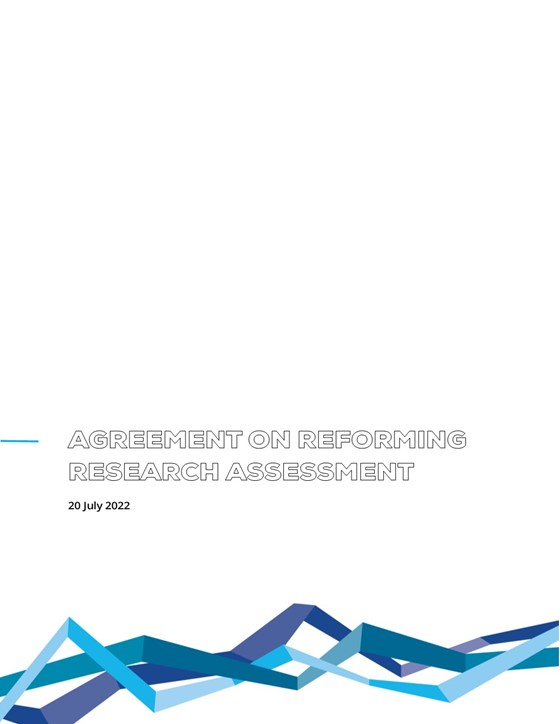 AGREEMENT ON REFORMING
RESEARCH ASSESSMENT
20 July 2022